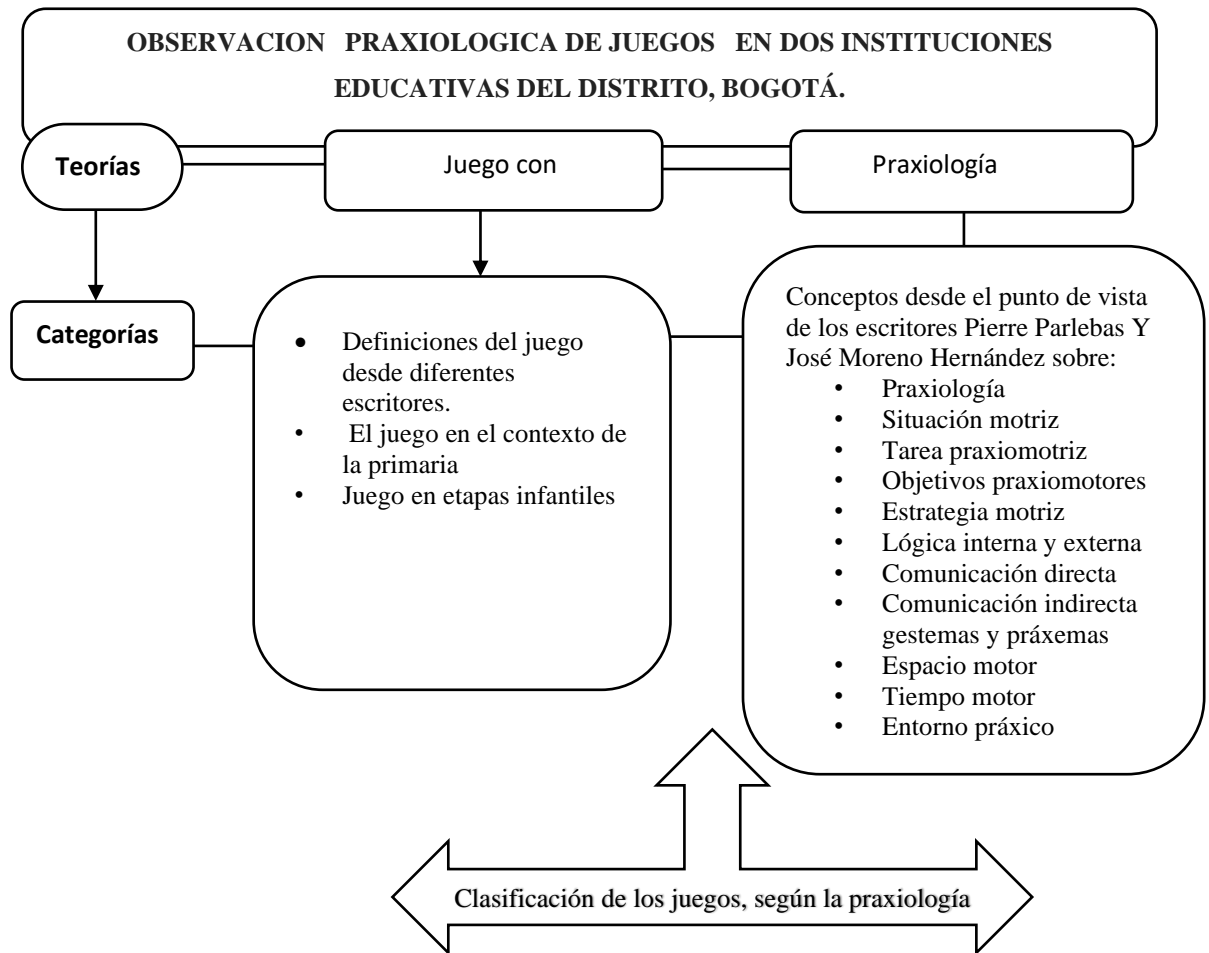 OBSERVACION PRAXIOLOGICA DE JUEGOS EN DOS INSTITUCIONES
EDUCATIVAS DEL DISTRITO, BOGOTÁ.
Teorías
Juego con
Praxiología
Categorías
• Definiciones del juego
desde diferentes
escritores.
• El juego en el contexto de
la primaria
• Juego en etapas infantiles
Conceptos desde el punto de vista
de los escritores Pierre Parlebas Y
José Moreno Hernández sobre:
• Praxiología
• Situación motriz
• Tarea praxiomotriz
• Objetivos praxiomotores
• Estrategia motriz
• Lógica interna y externa
• Comunicación directa
• Comunicación indirecta
gestemas y práxemas
• Espacio motor
• Tiempo motor
• Entorno práxico
Clasificación de los juegos, según la praxiología